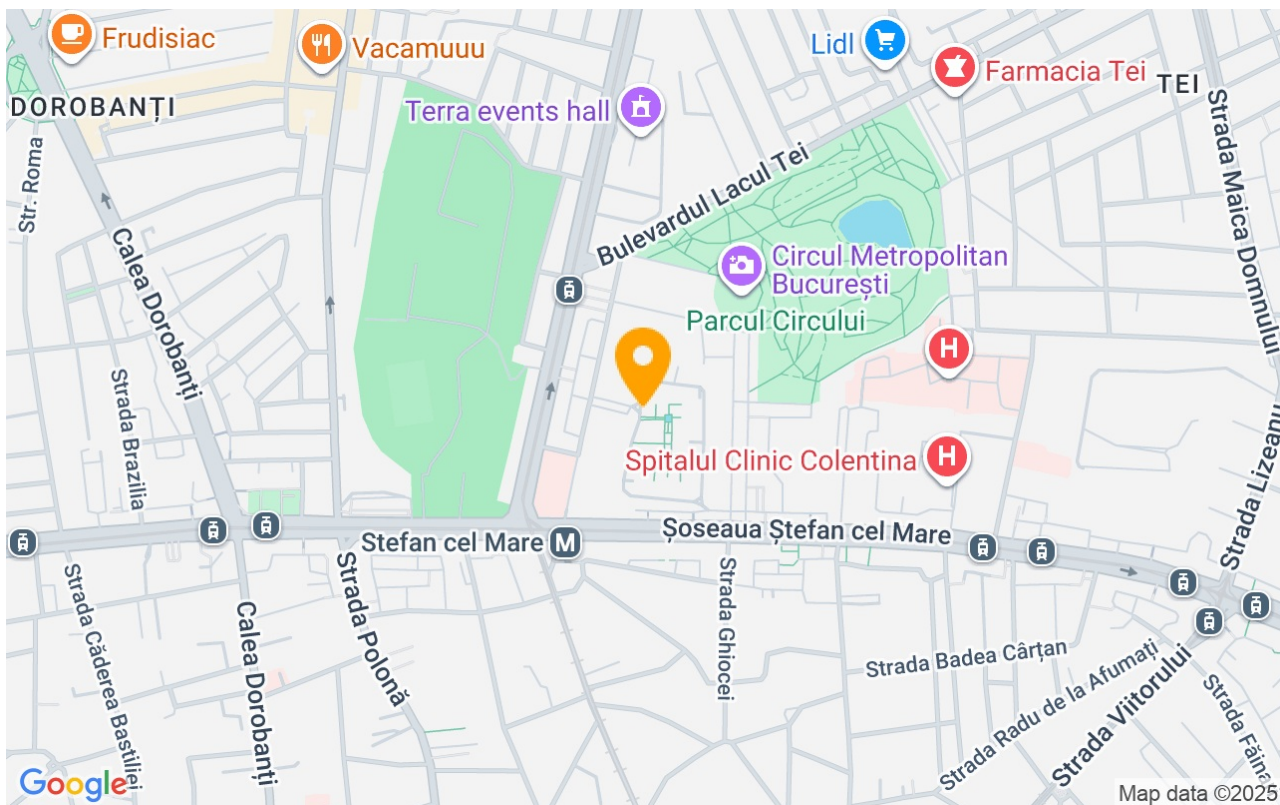 Frudisiac
Vacamuuu
Lidl
Farmacia Tei
DOROBANȚI
Terra events hall
TEI
Str. Roma
Calea Dorobanți
Bulevardul Lacul Tei
Strada Maica Domnului
Circul Metropolitan
București
Parcul Circului
H
Strada Brazilia
Spitalul Clinic Colentina
H
Strada Lizeanu
Stefan cel Mare
M
Șoseaua Ștefan cel Mare
Strada Căderea Bastiliei
Calea Dorobanți
Strada Polonă
Strada Ghiocei
Strada Badea Cârțan
Strada Radu de la Afumați
Strada Viitorului
Strada
Google
Map data ©2025